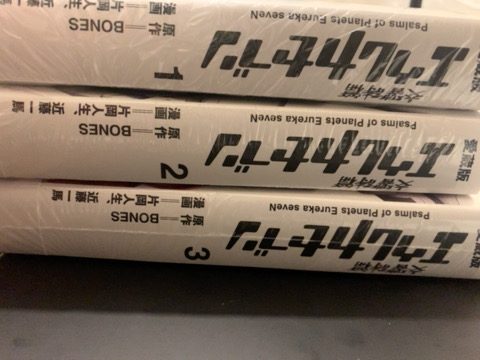 愛蔵版
交響詩篇
エウレカセブン
Psalms of Planets Eureka seveN
1
原作=BONES
漫画=片岡人生、近藤一馬
愛蔵版
交響詩篇
エウレカセブン
Psalms of Planets Eureka seveN
2
原作=BONES
漫画=片岡人生、近藤一馬
愛蔵版
交響詩篇
エウレカセブン
Psalms of Planets Eureka seveN
3
原作=BONES
漫画=片岡人生、近藤一馬